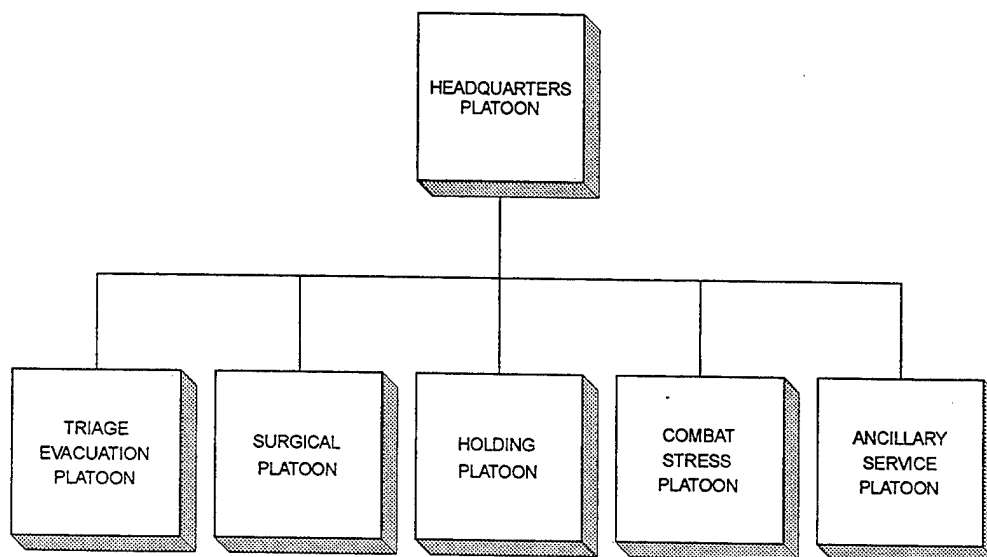 HEADQUARTERS
PLATOON
TRIAGE
EVACUATION
PLATOON
SURGICAL
PLATOON
HOLDING
PLATOON
COMBAT
STRESS
PLATOON
ANCILLARY
SERVICE
PLATOON